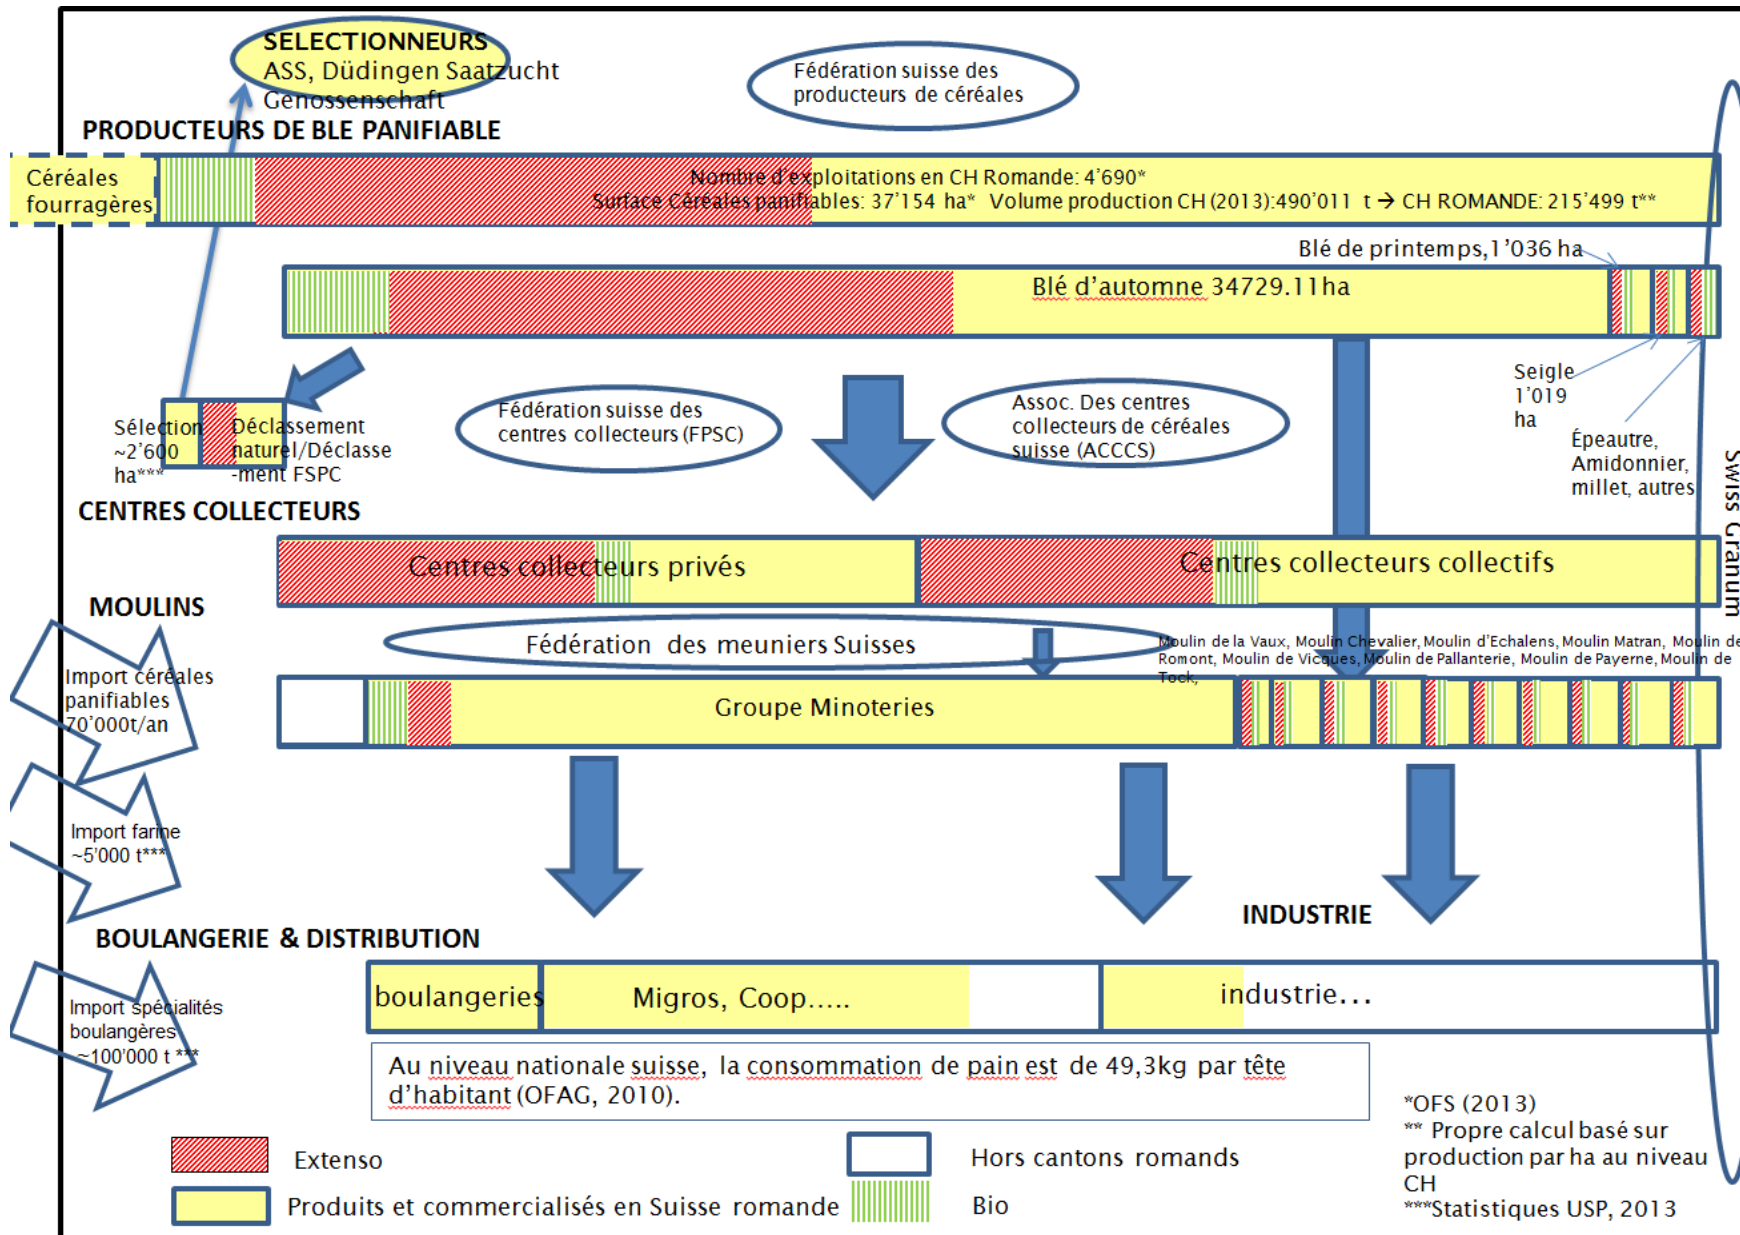 SELECTIONNEURS
ASS, Düdingen Saatzucht
Genossenschaft
Fédération suisse des
producteurs de céréales
PRODUCTEURS DE BLE PANIFIABLE
Céréales
fourragères
Nombre d'exploitations en CH Romande: 4'690*
Surface Céréales panifiables: 37'154 ha* Volume production CH (2013):490'011 t → CH ROMANDE: 215'499 t**
Blé de printemps,1'036 ha
Blé d'automne 34729.11ha
Seigle
1'019
ha
Épeautre,
Amidonnier,
millet, autres
Sélection
~2'600
ha***
Déclassement
naturel/Déclasse
-ment FSPC
Fédération suisse des
centres collecteurs (FPSC)
Assoc. Des centres
collecteurs de céréales
suisse (ACCCS)
Swiss Granum
CENTRES COLLECTEURS
Centres collecteurs privés
Centres collecteurs collectifs
MOULINS
Fédération des meuniers Suisses
Moulin de la Vaux, Moulin Chevalier, Moulin d'Echalens, Moulin Matran, Moulin de
Romont, Moulin de Vicques, Moulin de Pallanterie, Moulin de Payerne, Moulin de
Tock,
Import céréales
panifiables
70'000t/an
Groupe Minoteries
Import farine
~5'000 t***
INDUSTRIE
BOULANGERIE & DISTRIBUTION
Import spécialités
boulangères
~100'000 t ***
boulangeries
Migros, Coop.....
industrie...
Au niveau nationale suisse, la consommation de pain est de 49,3kg par tête
d'habitant (OFAG, 2010).
*OFS (2013)
** Propre calcul basé sur
production par ha au niveau
CH
***Statistiques USP, 2013
Extenso
Hors cantons romands
Produits et commercialisés en Suisse romande
Bio